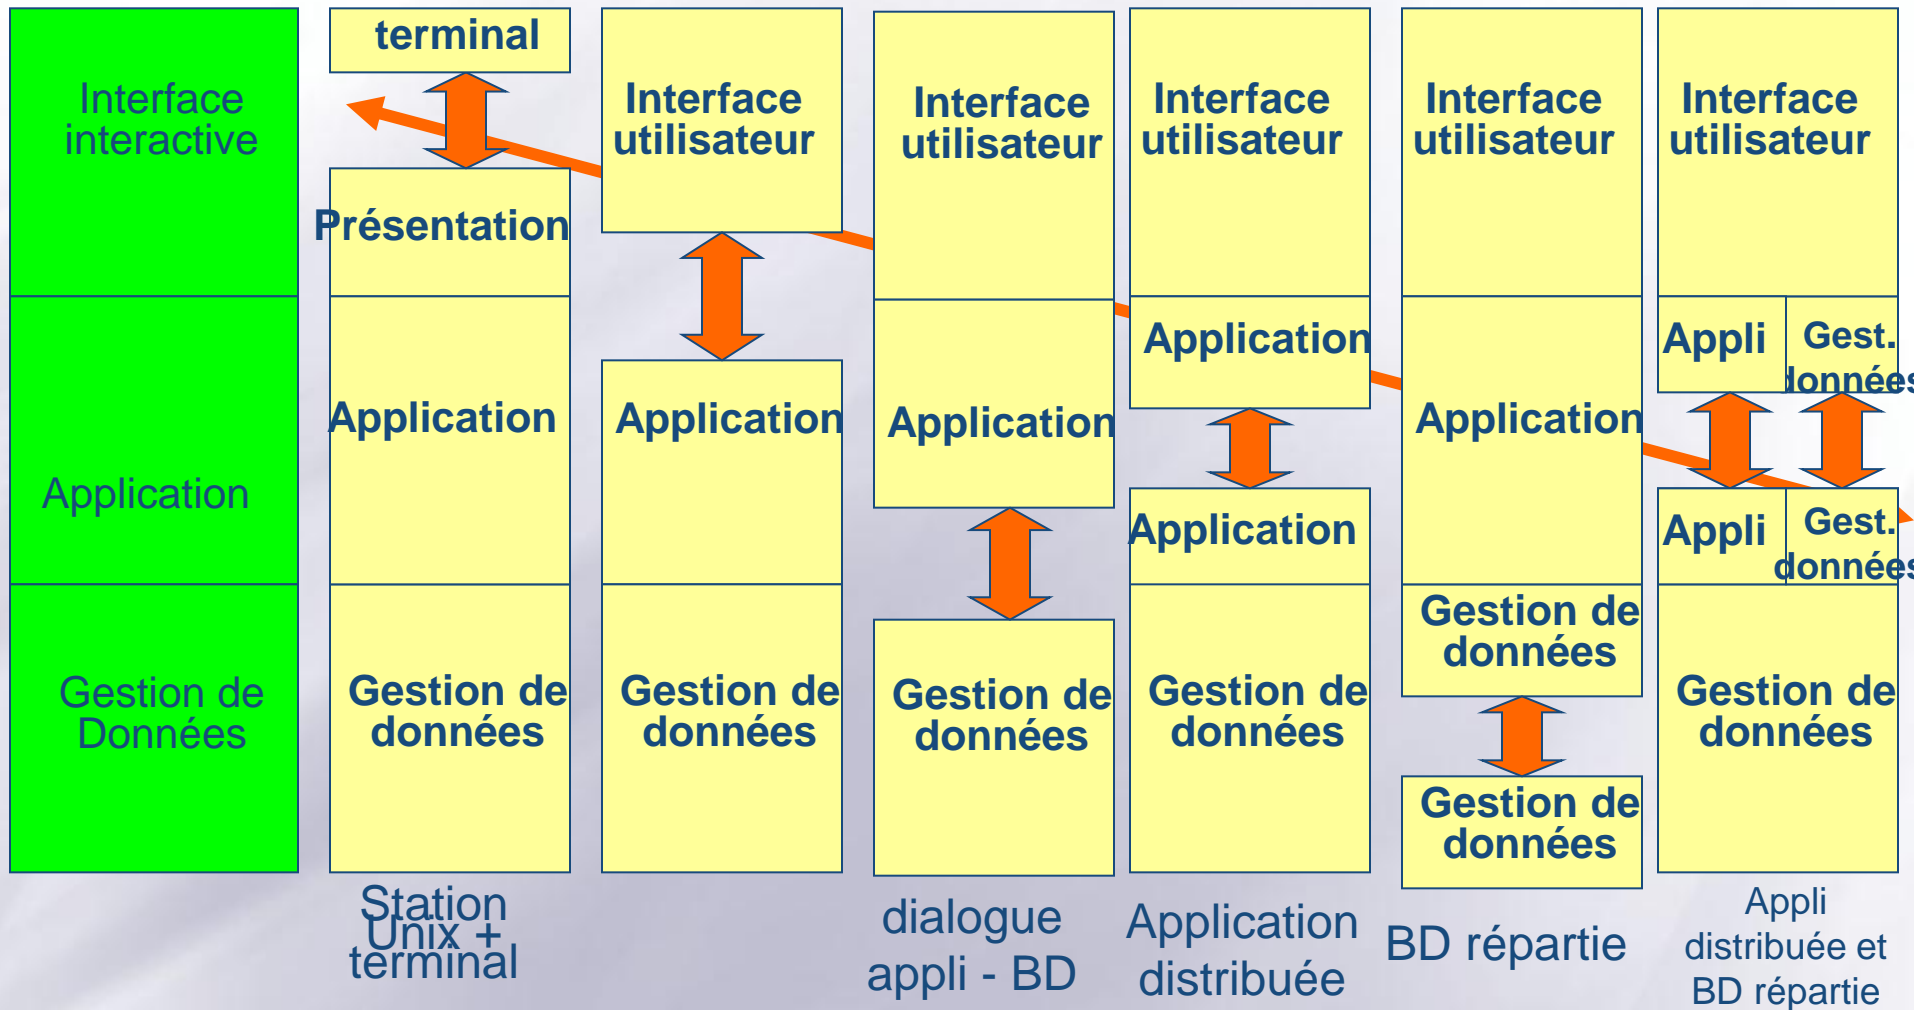 Interface
interactive
Application
Gestion de
Données
terminal
Présentation
Application
Gestion de
données
Station
Unix +
terminal
Interface
utilisateur
Application
Gestion de
données
Interface
utilisateur
Application
Gestion de
données
dialogue
appli - BD
Interface
utilisateur
Application
Application
Gestion de
données
Application
distribuée
Interface
utilisateur
Application
Gestion de
données
Gestion de
données
BD répartie
Interface
utilisateur
Appli
Gest.
données
Appli
Gest.
données
Gestion de
données
Appli
distribuée et
BD répartie